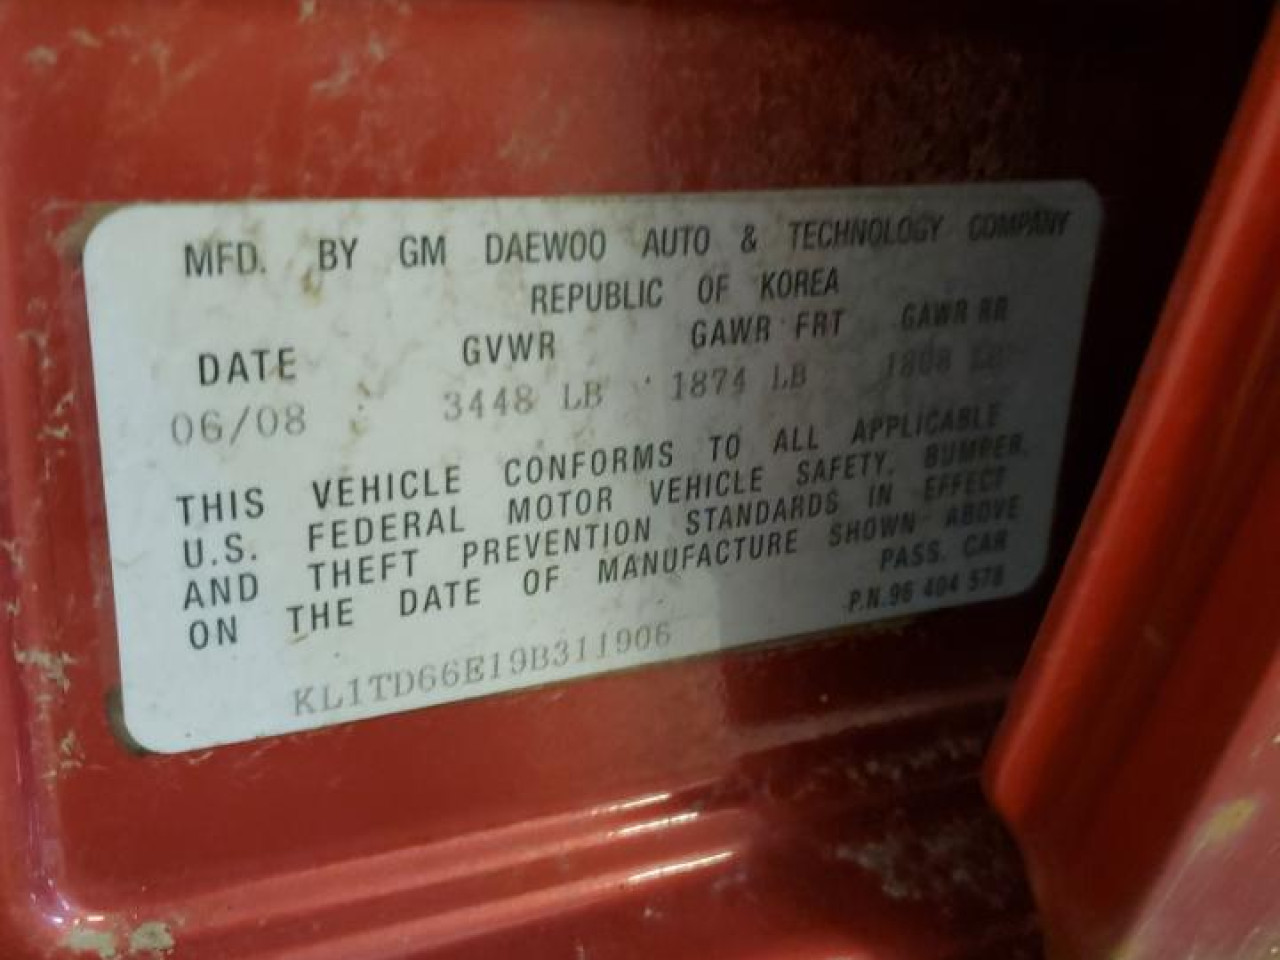 MFD. BY GM DAEWOO AUTO & TECHNOLOGY COMPANY
REPUBLIC OF KOREA
DATE GVWR GAWR FRT GAWR RR
06/08 3448 LB 1874 LB 1808 LB
THIS VEHICLE CONFORMS TO ALL APPLICABLE
U.S. FEDERAL MOTOR VEHICLE SAFETY, BUMPER,
AND THEFT PREVENTION STANDARDS IN EFFECT
ON THE DATE OF MANUFACTURE SHOWN ABOVE
PASS. CAR
P.N.96 404 578
KL1TD66E19B311906